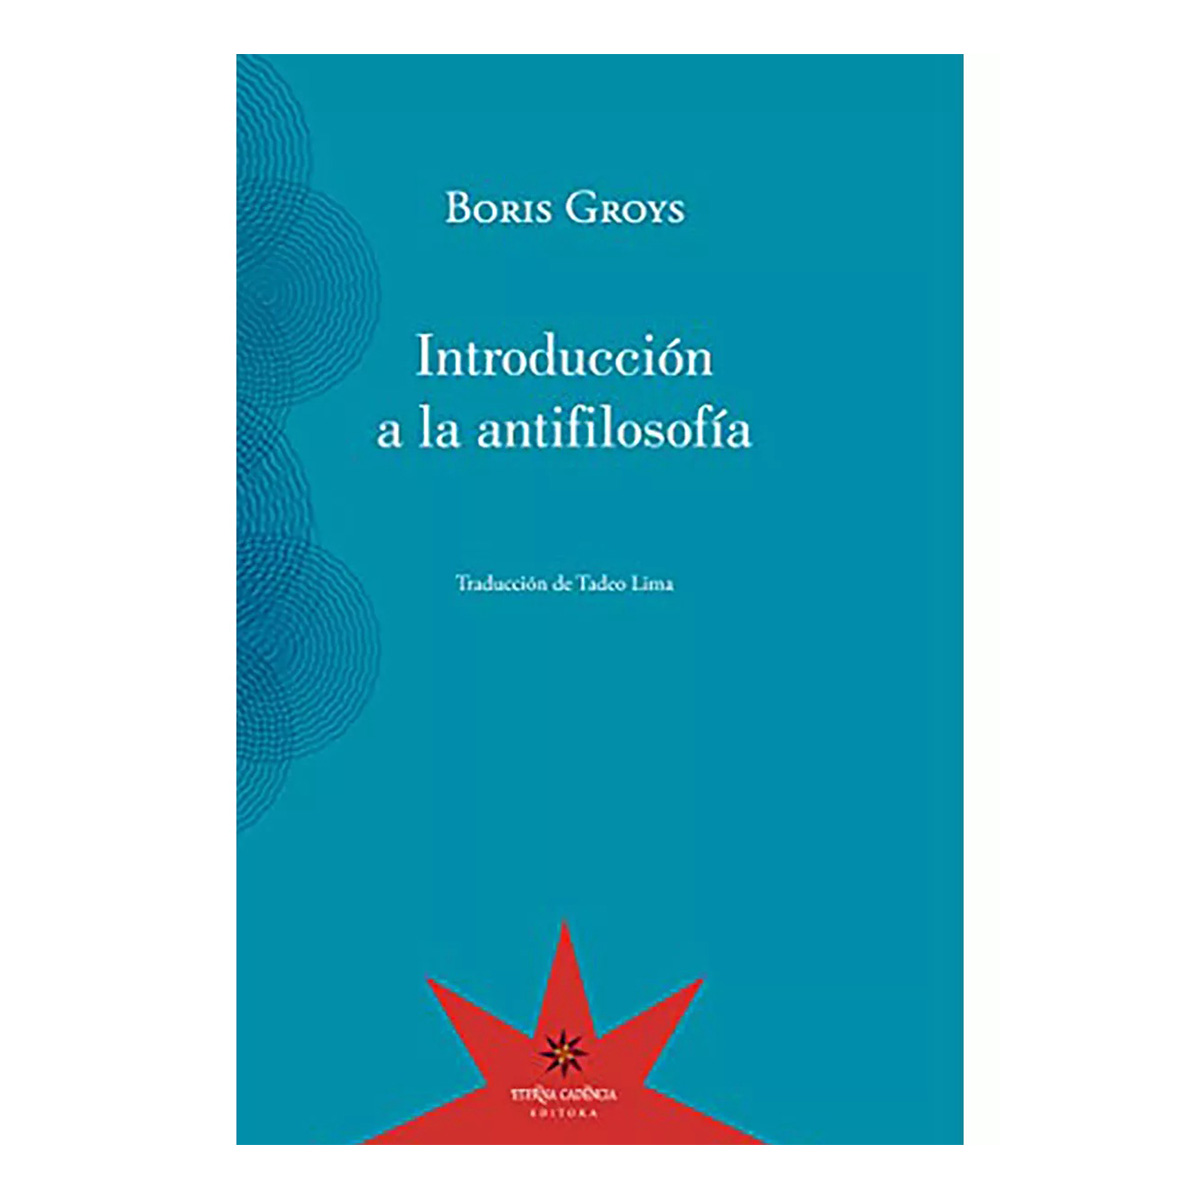 BORIS GROYS
Introducción
a la antifilosofía
Traducción de Tadeo Lima
ETERNA CADENCIA
EDITORA